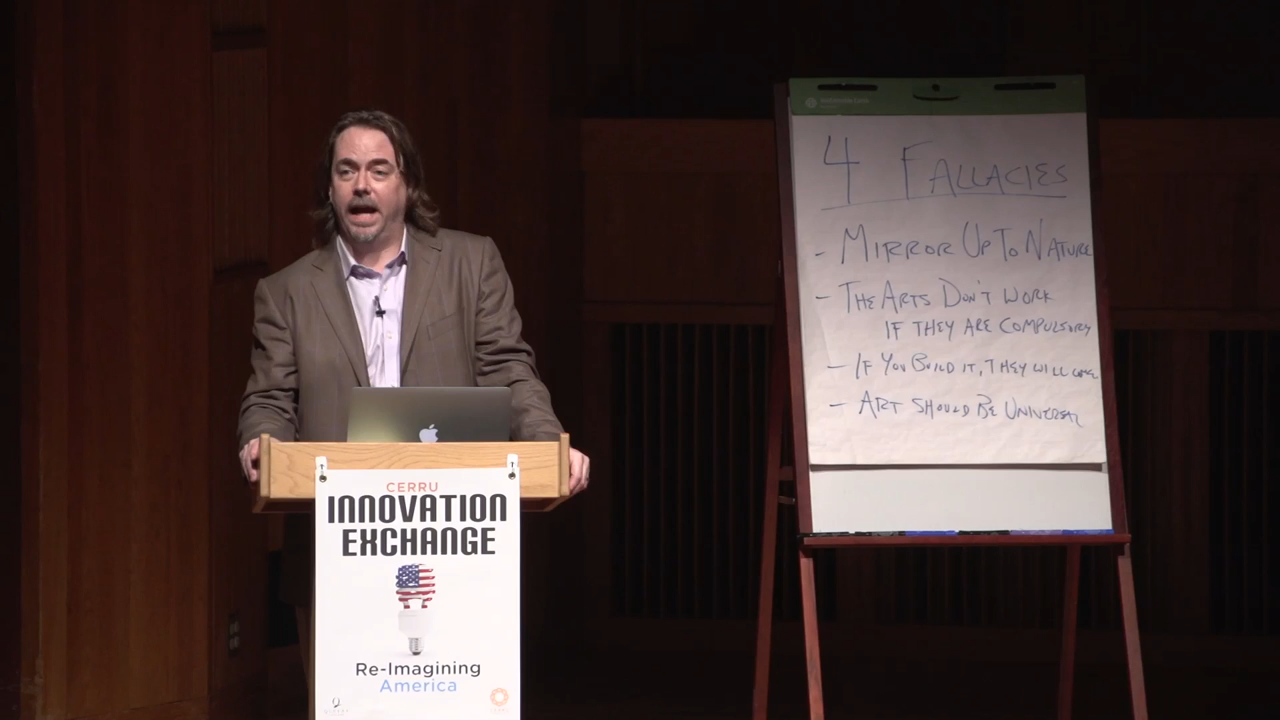 4 FALLACIES
- MIRROR UP TO NATURE
- THE ARTS DON'T WORK
IF THEY ARE COMPULSORY
- IF YOU BUILD IT, THEY WILL COME
- ART SHOULD BE UNIVERSAL
CERRU
INNOVATION
EXCHANGE
Re-Imagining
America